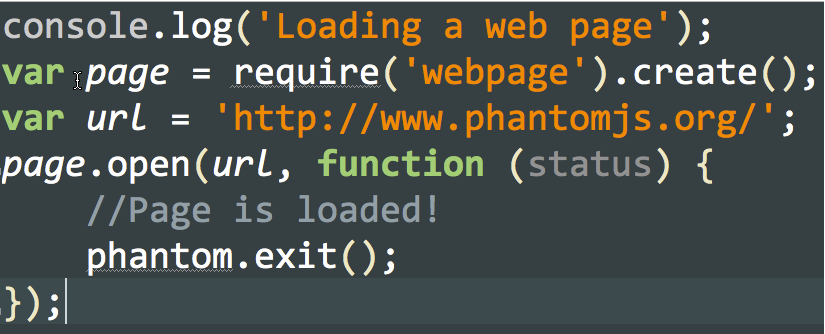 console.log('Loading a web page');
var page = require('webpage').create();
var url = 'http://www.phantomjs.org/';
page.open(url, function (status) {
    //Page is loaded!
    phantom.exit();
});